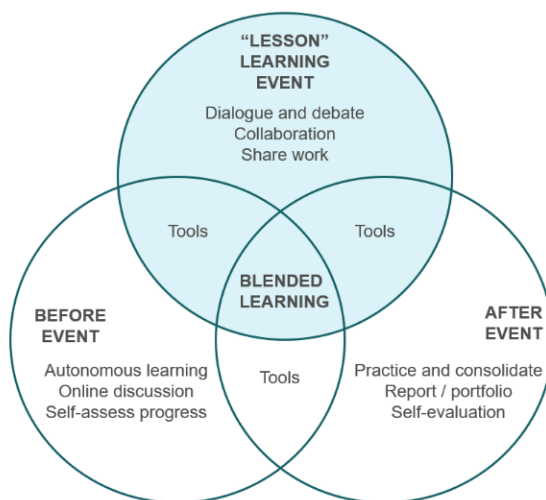 “LESSON”
LEARNING
EVENT
Dialogue and debate
Collaboration
Share work
Tools
Tools
BLENDED
LEARNING
BEFORE
EVENT
Autonomous learning
Online discussion
Self-assess progress
Tools
AFTER
EVENT
Practice and consolidate
Report / portfolio
Self-evaluation